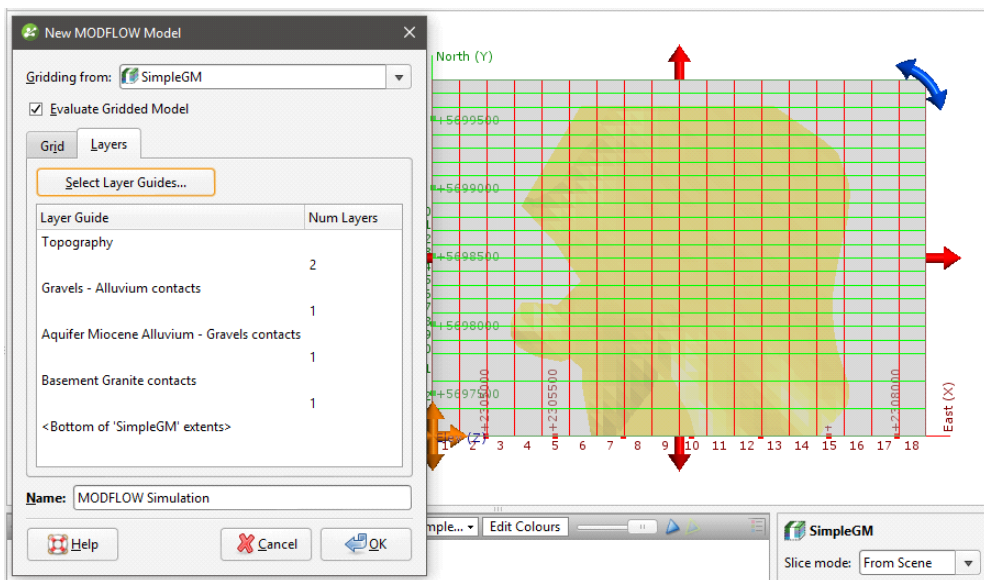 New MODFLOW Model
Gridding from: SimpleGM
Evaluate Gridded Model
Grid Layers
Select Layer Guides...
Layer Guide Num Layers
Topography
2
Gravels - Alluvium contacts
1
Aquifer Miocene Alluvium - Gravels contacts
1
Basement Granite contacts
1
<Bottom of 'SimpleGM' extents>
Name: MODFLOW Simulation
Help Cancel OK
North (Y)
+5699500
+5699000
+5698500
+5698000
+5697500
+2305000
+2305500
+2308000
East (X)
(Z)
1 2 3 4 5 6 7 8 9 10 11 12 13 14 15 16 17 18
mple... Edit Colours
SimpleGM
Slice mode: From Scene